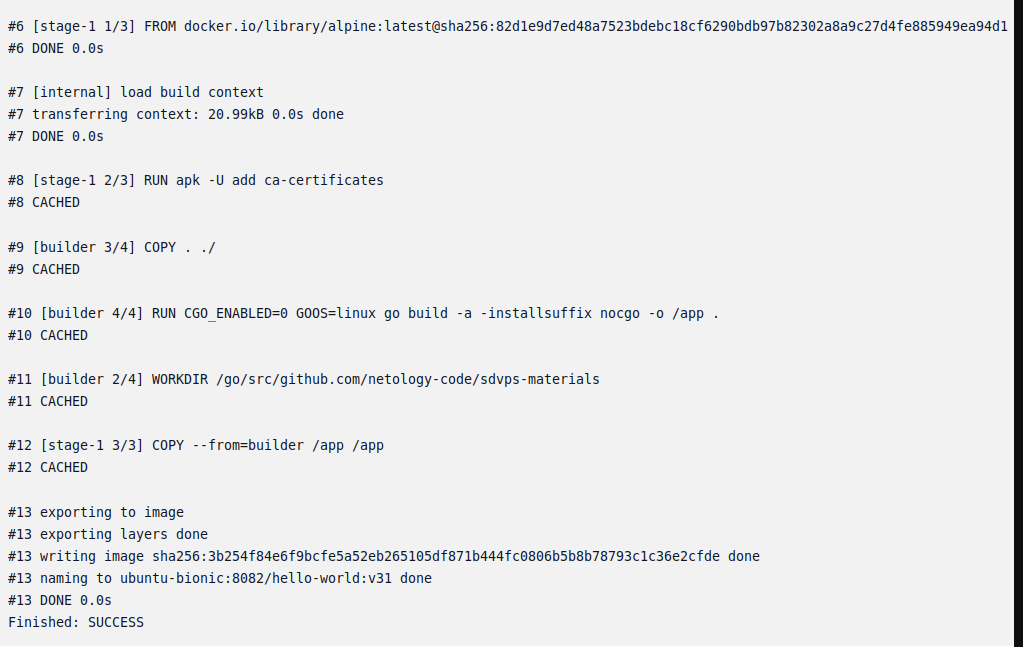 #6 [stage-1 1/3] FROM docker.io/library/alpine:latest@sha256:82d1e9d7ed48a7523bdebc18cf6290bdb97b82302a8a9c27d4fe885949ea94d1
#6 DONE 0.0s
#7 [internal] load build context
#7 transferring context: 20.99kB 0.0s done
#7 DONE 0.0s
#8 [stage-1 2/3] RUN apk -U add ca-certificates
#8 CACHED
#9 [builder 3/4] COPY . ./
#9 CACHED
#10 [builder 4/4] RUN CGO_ENABLED=0 GOOS=linux go build -a -installsuffix nocgo -o /app .
#10 CACHED
#11 [builder 2/4] WORKDIR /go/src/github.com/netology-code/sdvps-materials
#11 CACHED
#12 [stage-1 3/3] COPY --from=builder /app /app
#12 CACHED
#13 exporting to image
#13 exporting layers done
#13 writing image sha256:3b254f84e6f9bcfe5a52eb265105df871b444fc0806b5b8b78793c1c36e2cfde done
#13 naming to ubuntu-bionic:8082/hello-world:v31 done
#13 DONE 0.0s
Finished: SUCCESS